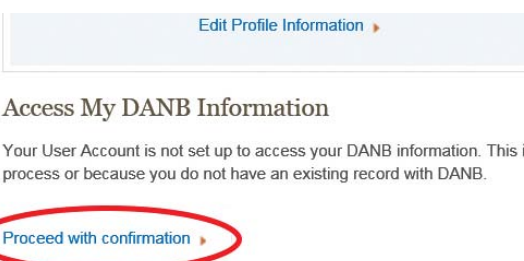 Edit Profile Information
Access My DANB Information
Your User Account is not set up to access your DANB information. This
process or because you do not have an existing record with DANB.
Proceed with confirmation